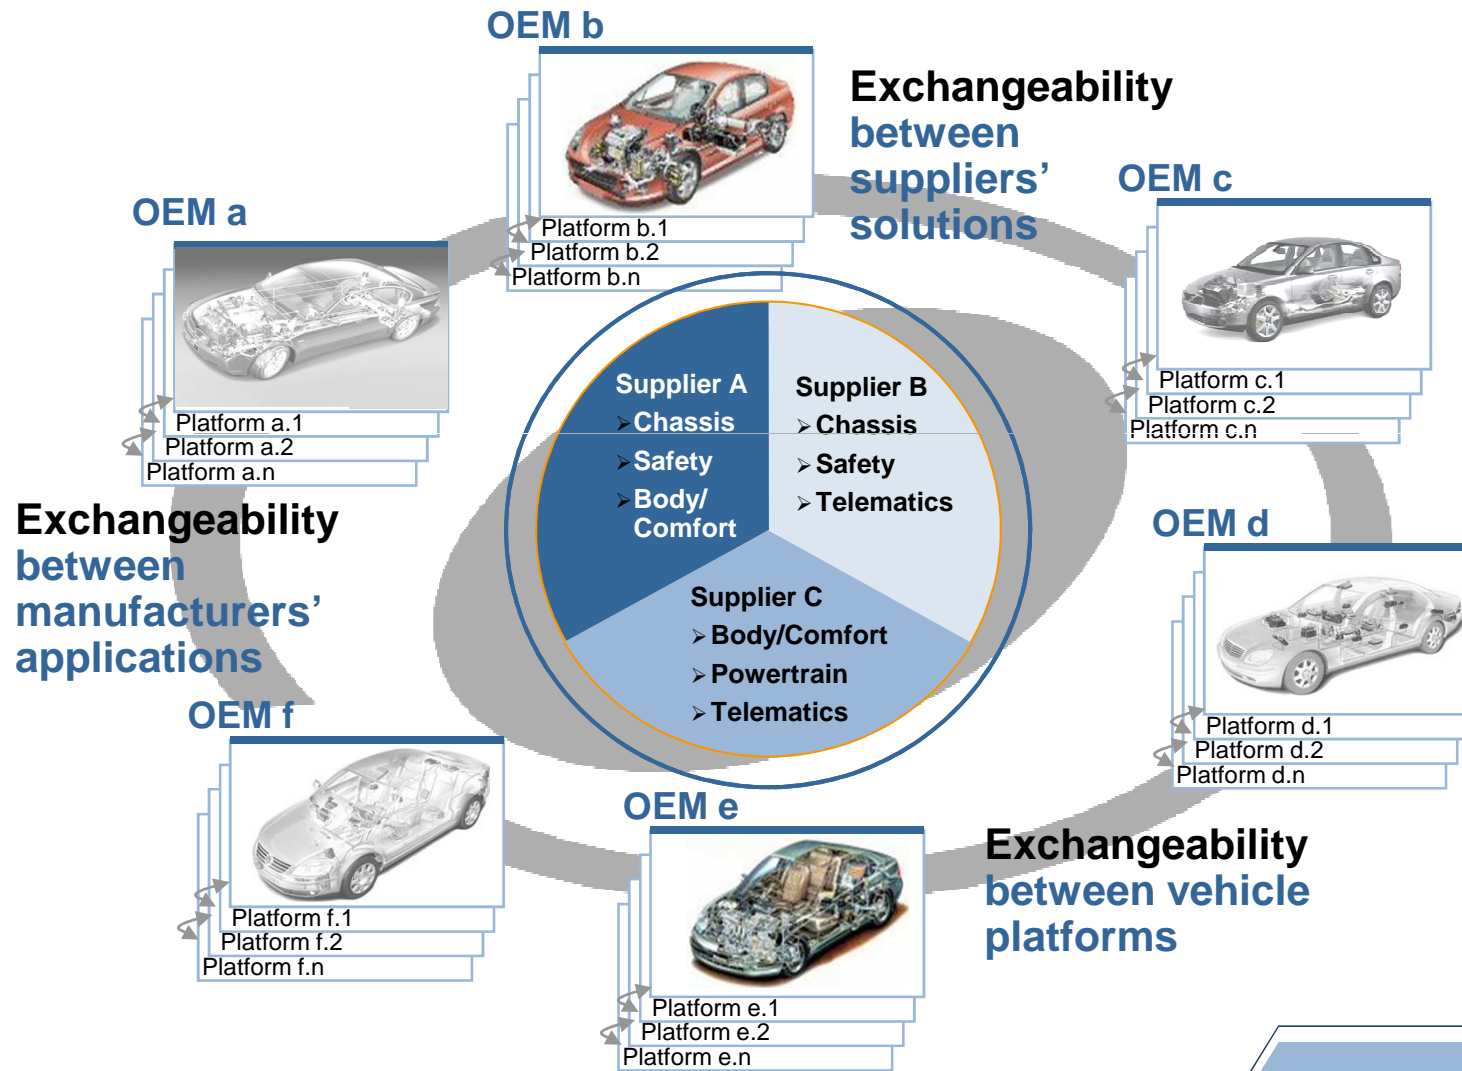 OEM b
Exchangeability
between
suppliers’
solutions
OEM c
OEM a
Platform b.1
Platform b.2
Platform b.n
Platform c.1
Platform c.2
Platform c.n
Platform a.1
Platform a.2
Platform a.n
Supplier A
➢Chassis
➢Safety
➢Body/
Comfort
Supplier B
➢Chassis
➢Safety
➢Telematics
Supplier C
➢Body/Comfort
➢Powertrain
➢Telematics
Exchangeability
between
manufacturers’
applications
OEM d
Platform d.1
Platform d.2
Platform d.n
OEM f
Platform f.1
Platform f.2
Platform f.n
OEM e
Platform e.1
Platform e.2
Platform e.n
Exchangeability
between vehicle
platforms